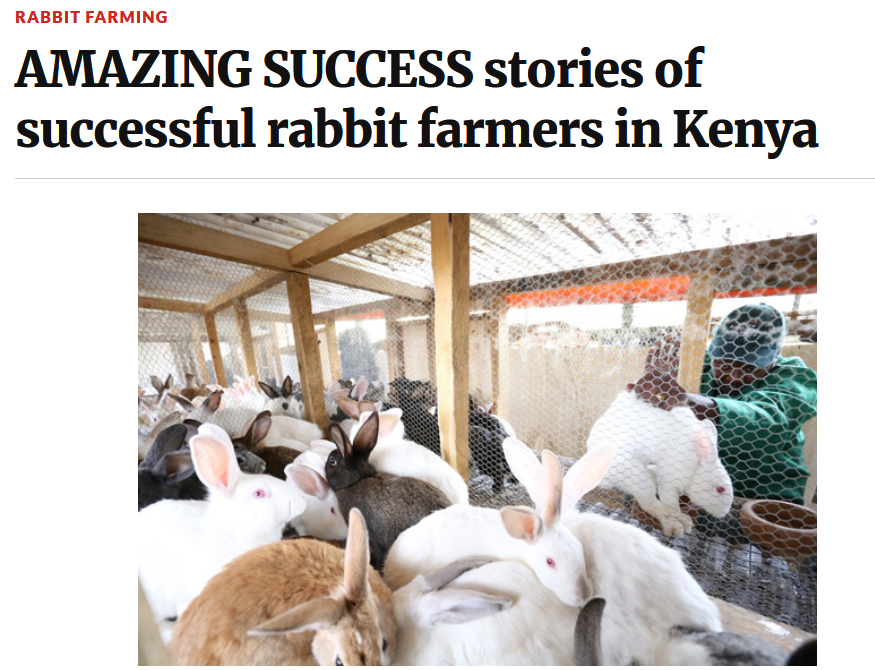 RABBIT FARMING
AMAZING SUCCESS stories of
successful rabbit farmers in Kenya